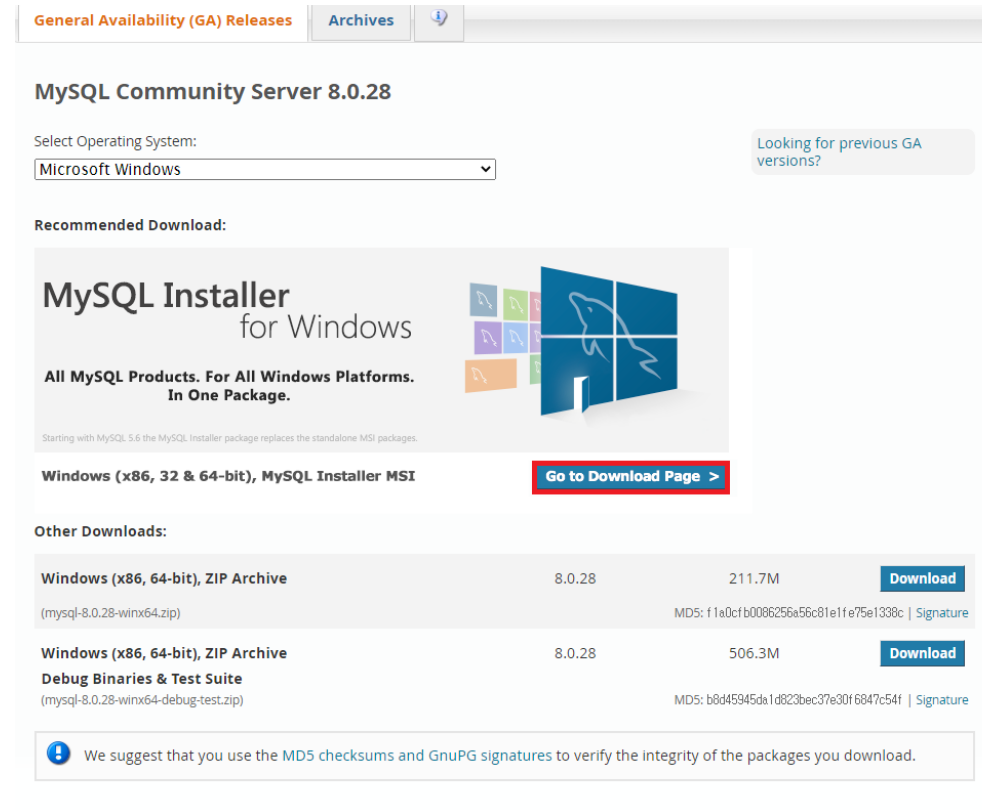 General Availability (GA) Releases
Archives
MySQL Community Server 8.0.28
Select Operating System:
Microsoft Windows
Looking for previous GA
versions?
Recommended Download:
MySQL Installer
for Windows
All MySQL Products. For All Windows Platforms.
In One Package.
Starting with MySQL 5.6 the MySQL Installer package replaces the standalone MSI packages.
Windows (x86, 32 & 64-bit), MySQL Installer MSI
Go to Download Page >
Other Downloads:
Windows (x86, 64-bit), ZIP Archive 8.0.28 211.7M Download
(mysql-8.0.28-winx64.zip) MD5: f1a0cfb0086256a56c81e1fe75e1338c | Signature
Windows (x86, 64-bit), ZIP Archive 8.0.28 506.3M Download
Debug Binaries & Test Suite
(mysql-8.0.28-winx64-debug-test.zip) MD5: b8d45945da1d823bec37e30f6847c54f | Signature
We suggest that you use the MD5 checksums and GnuPG signatures to verify the integrity of the packages you download.